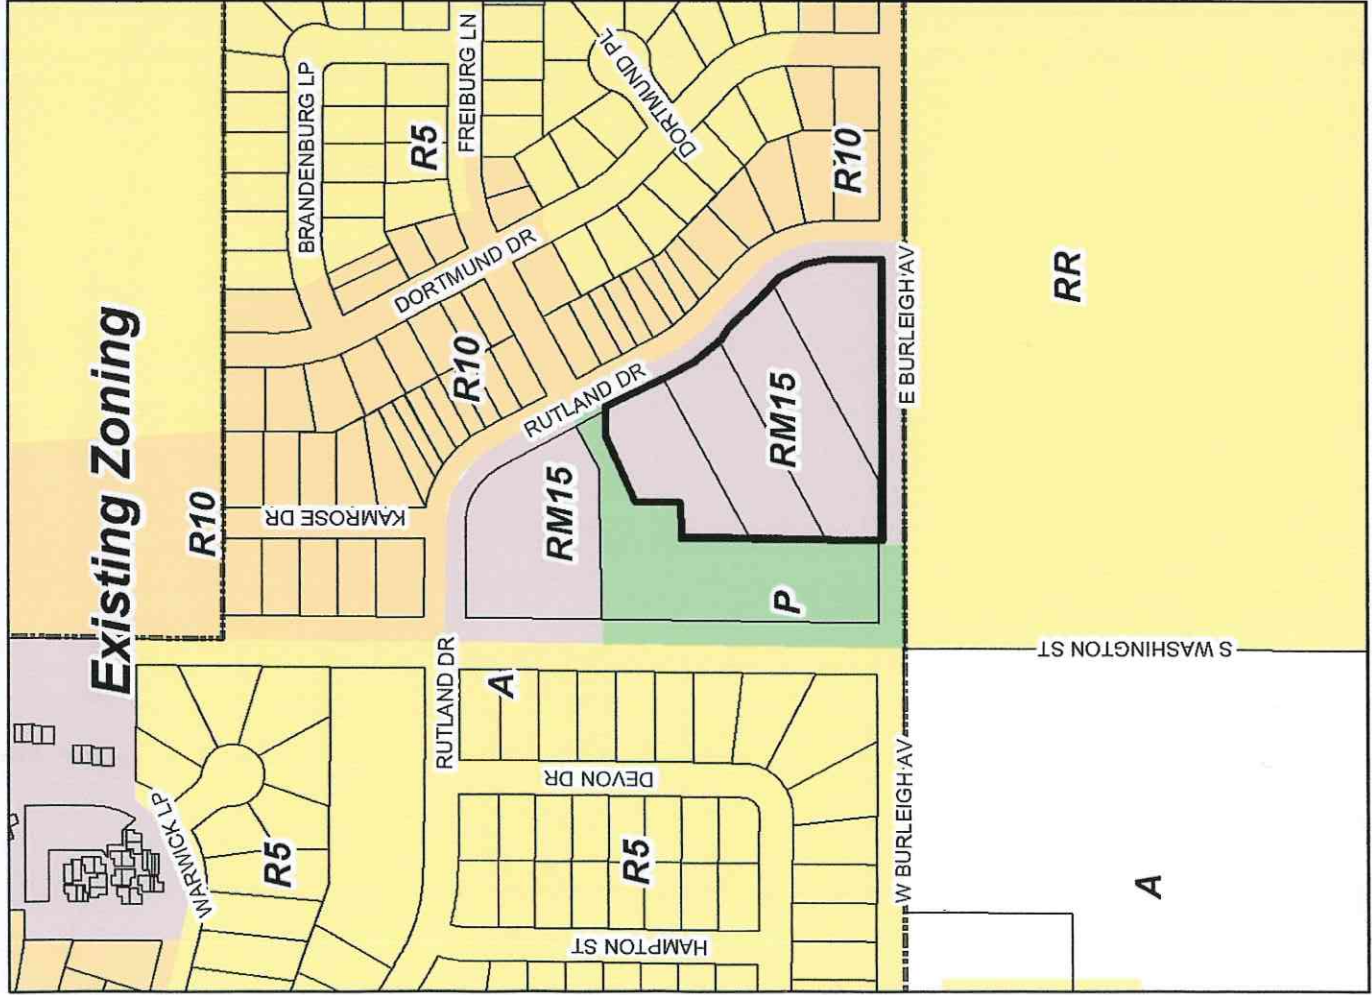 Existing Zoning
BRANDENBURG LP
FREIBURG LN
DORTMUND PL
R5
R10
DORTMUND DR
R10
R10
RUTLAND DR
KAMROSE DR
RM15
RM15
E BURLEIGH AV
RR
P
S WASHINGTON ST
RUTLAND DR
A
DEVON DR
WARWICK LP
R5
R5
W BURLEIGH AV
A
HAMPTON ST